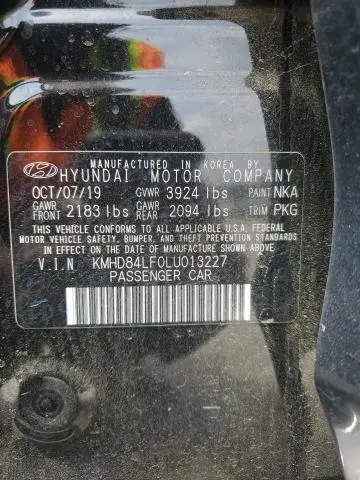 MANUFACTURED IN KOREA BY
HYUNDAI MOTOR COMPANY
OCT/07/19 GVWR 3924 lbs PAINT NKA
GAWR FRONT 2183 lbs GAWR REAR 2094 lbs TRIM PKG
THIS VEHICLE CONFORMS TO ALL APPLICABLE U.S.A. FEDERAL
MOTOR VEHICLE SAFETY, BUMPER, AND THEFT PREVENTION
STANDARDS IN EFFECT ON THE DATE OF MANUFACTURE
SHOWN ABOVE.
V.I.N KMHD84LF0LU013227
PASSENGER CAR